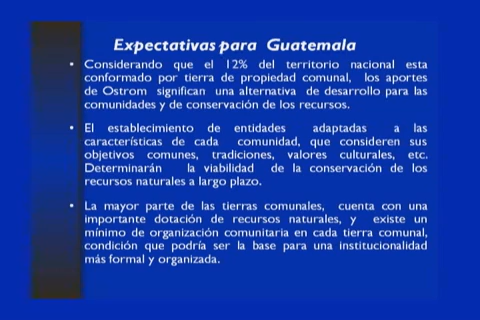 Expectativas para Guatemala
• Considerando que el 12% del territorio nacional esta
conformado por tierra de propiedad comunal, los aportes
de Ostrom significan una alternativa de desarrollo para las
comunidades y de conservación de los recursos.
• El establecimiento de entidades adaptadas a las
características de cada comunidad, que consideren sus
objetivos comunes, tradiciones, valores culturales, etc.
Determinarán la viabilidad de la conservación de los
recursos naturales a largo plazo.
• La mayor parte de las tierras comunales, cuenta con una
importante dotación de recursos naturales, y existe un
mínimo de organización comunitaria en cada tierra comunal,
condición que podría ser la base para una institucionalidad
más formal y organizada.